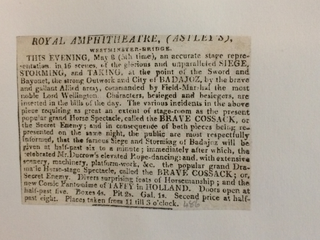 ROYAL AMPHITHEATRE, (ASTLEY'S),
WESTMINSTER-BRIDGE.
THIS EVENING, May 8 (5th time), an accurate stage repre-
sentation, in 16 scenes, of the glorious and unparalleled SIEGE,
STORMING, and TAKING, at the point of the Sword and
Bayonet, the strong Outwork and City of BADAJOZ, by the brave
and gallant Allied army, commanded by Field-Marshal the most
noble Lord Wellington. Characters, besieged and besiegers, are
inserted in the bills of the day. The various incidents in the above
piece requiring as great an extent of stage-room as the present
popular grand Horse Spectacle, called the BRAVE COSSACK, or
the Secret Enemy; and in consequence of both pieces being re-
presented on the same night, the public are most respectfully
informed, that the famous Siege and Storming of Badajoz will be
given at half-past six to a minute; immediately after which, the
celebrated Mr. Ducrow's elevated Rope-dancing; and, with extensive
scenery, machinery, platform-work, &c. the popular grand Dra-
matic Horse-stage Spectacle, called the BRAVE COSSACK; or,
Secret Enemy. Divers surprising feats of Horsemanship; and the
new Comic Pantomime of TAFFY in HOLLAND. Doors open at
half-past five. Boxes 4s. Pit 2s. Gal. 1s. Second price at half-
past eight. Places taken from 11 till 3 o'clock.